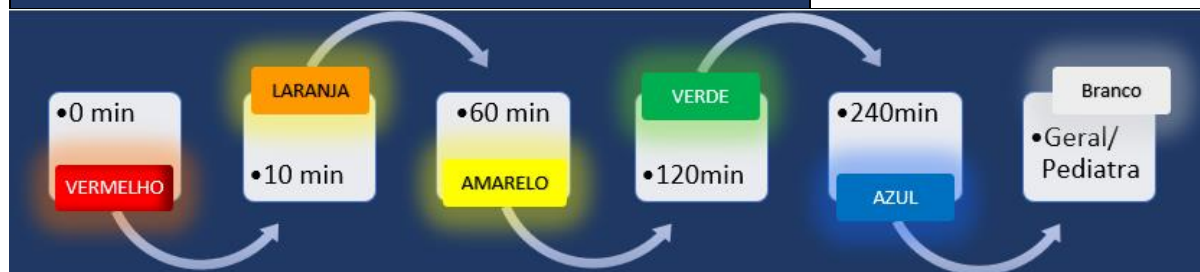 •0 min
VERMELHO
LARANJA
•10 min
•60 min
AMARELO
VERDE
•120min
•240min
AZUL
Branco
•Geral/
Pediatra